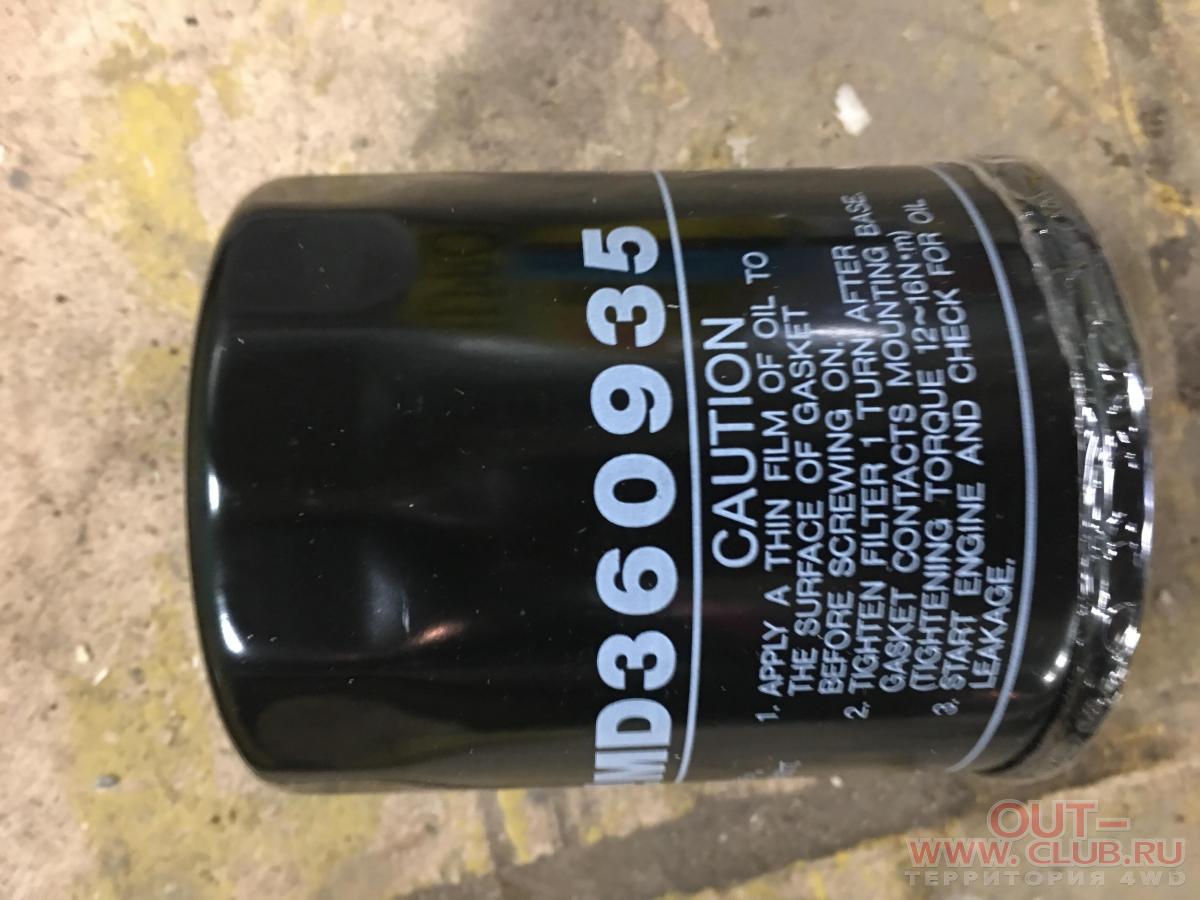 MD360935
CAUTION
1. APPLY A THIN FILM OF OIL TO
THE SURFACE OF GASKET
BEFORE SCREWING ON.
2. TIGHTEN FILTER 1 TURN AFTER
GASKET CONTACTS MOUNTING BASE.
(TIGHTENING TORQUE 12~16N·m)
3. START ENGINE AND CHECK FOR OIL
LEAKAGE.
OUT-
WWW.CLUB.RU
ТЕРРИТОРИЯ 4WD